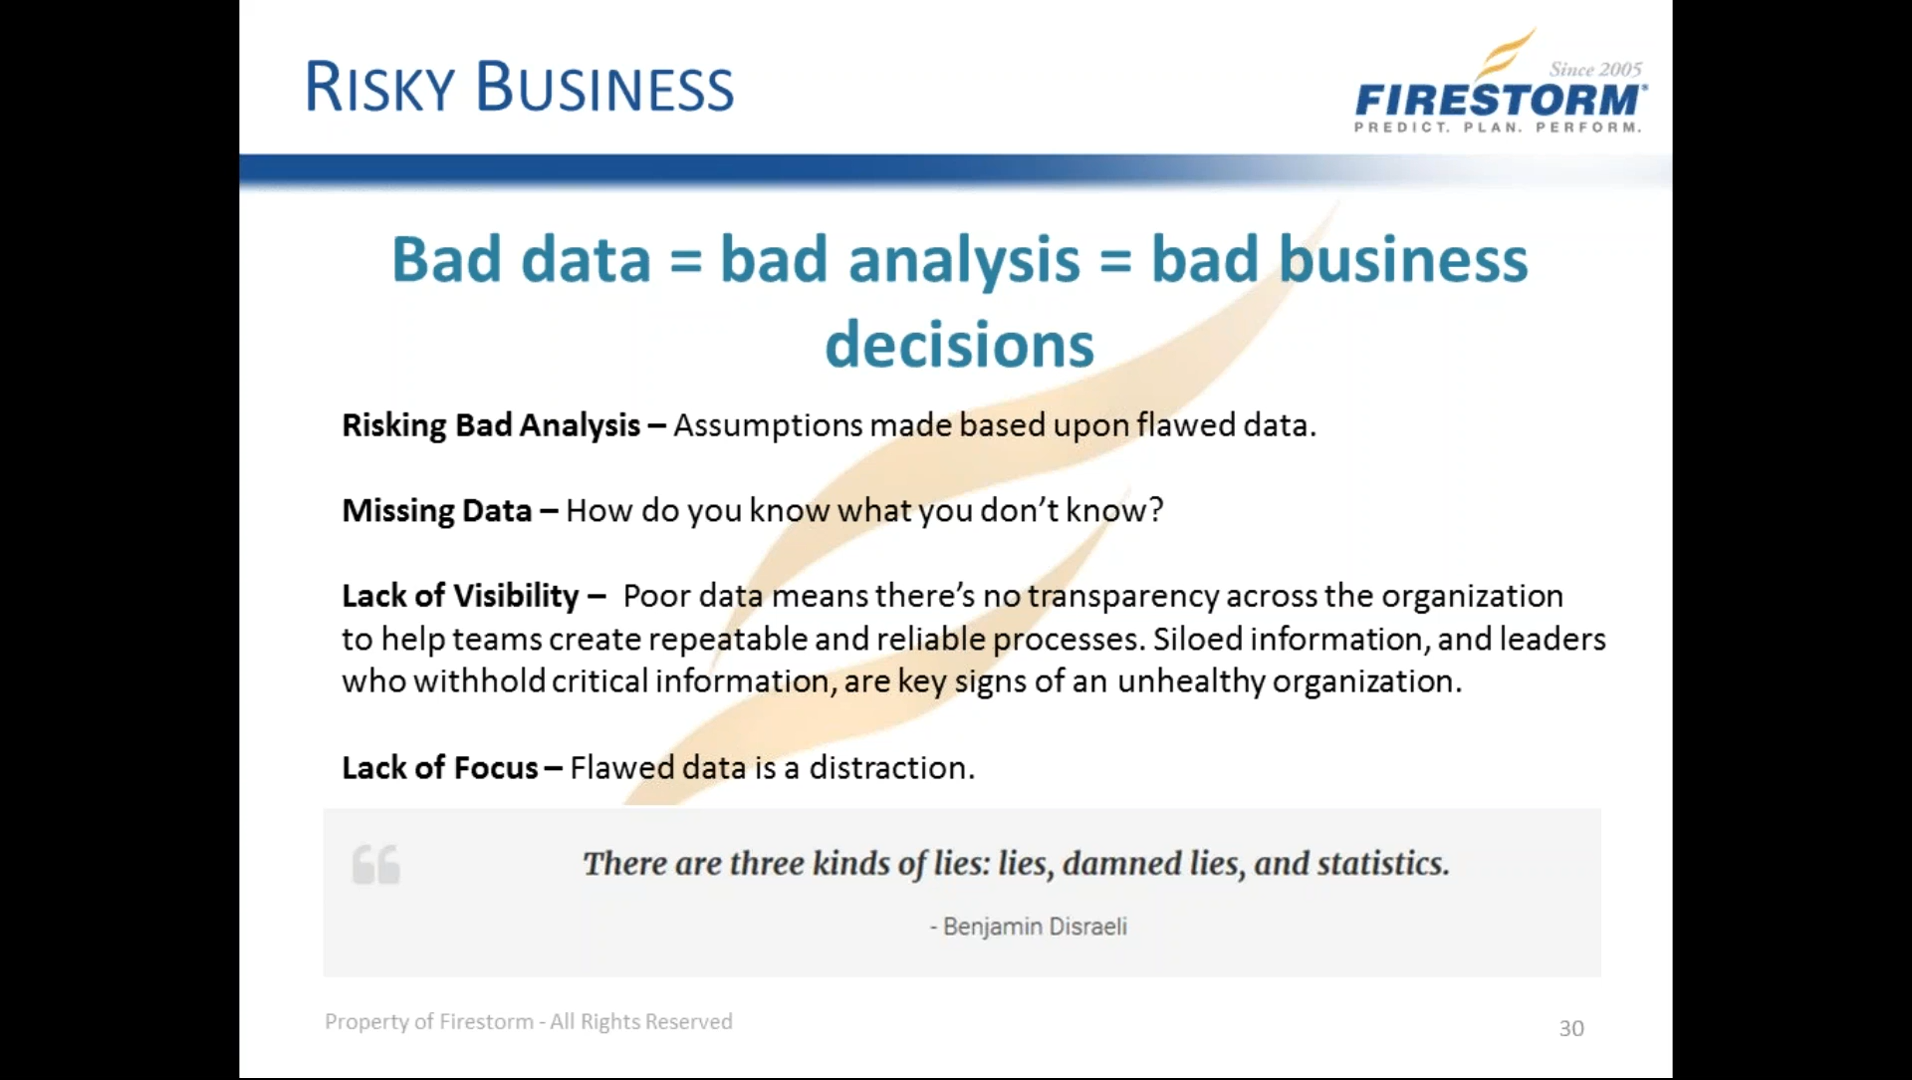 RISKY BUSINESS
Since 2005
FIRESTORM®
PREDICT. PLAN. PERFORM.
Bad data = bad analysis = bad business
decisions
Risking Bad Analysis – Assumptions made based upon flawed data.
Missing Data – How do you know what you don’t know?
Lack of Visibility – Poor data means there’s no transparency across the organization
to help teams create repeatable and reliable processes. Siloed information, and leaders
who withhold critical information, are key signs of an unhealthy organization.
Lack of Focus – Flawed data is a distraction.
“ There are three kinds of lies: lies, damned lies, and statistics.
- Benjamin Disraeli
Property of Firestorm - All Rights Reserved
30